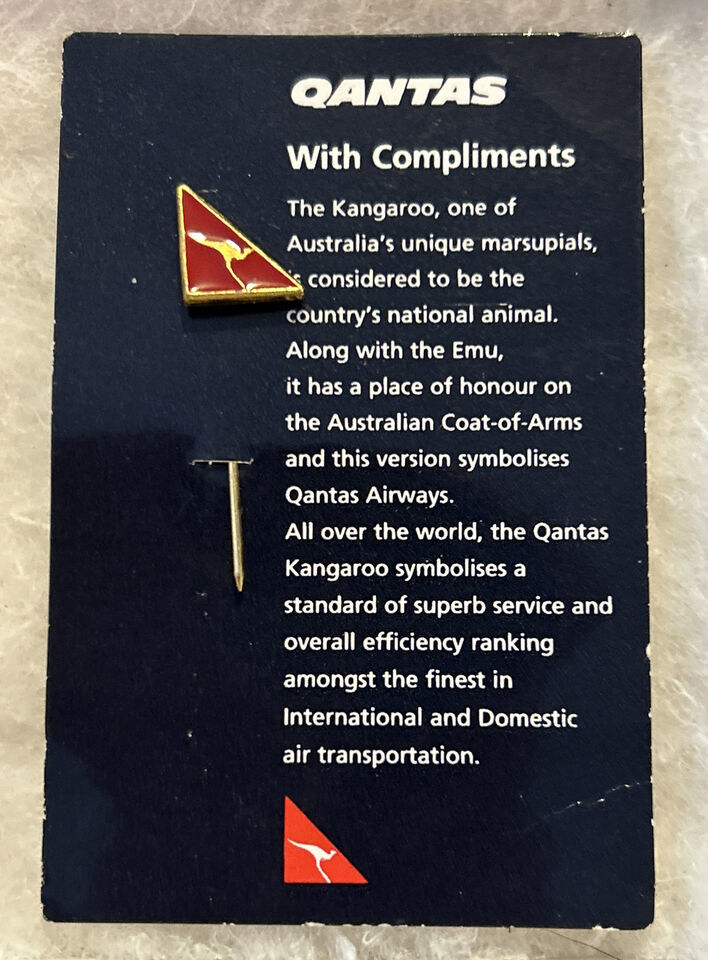 QANTAS
With Compliments
The Kangaroo, one of
Australia's unique marsupials,
is considered to be the
country's national animal.
Along with the Emu,
it has a place of honour on
the Australian Coat-of-Arms
and this version symbolises
Qantas Airways.
All over the world, the Qantas
Kangaroo symbolises a
standard of superb service and
overall efficiency ranking
amongst the finest in
International and Domestic
air transportation.